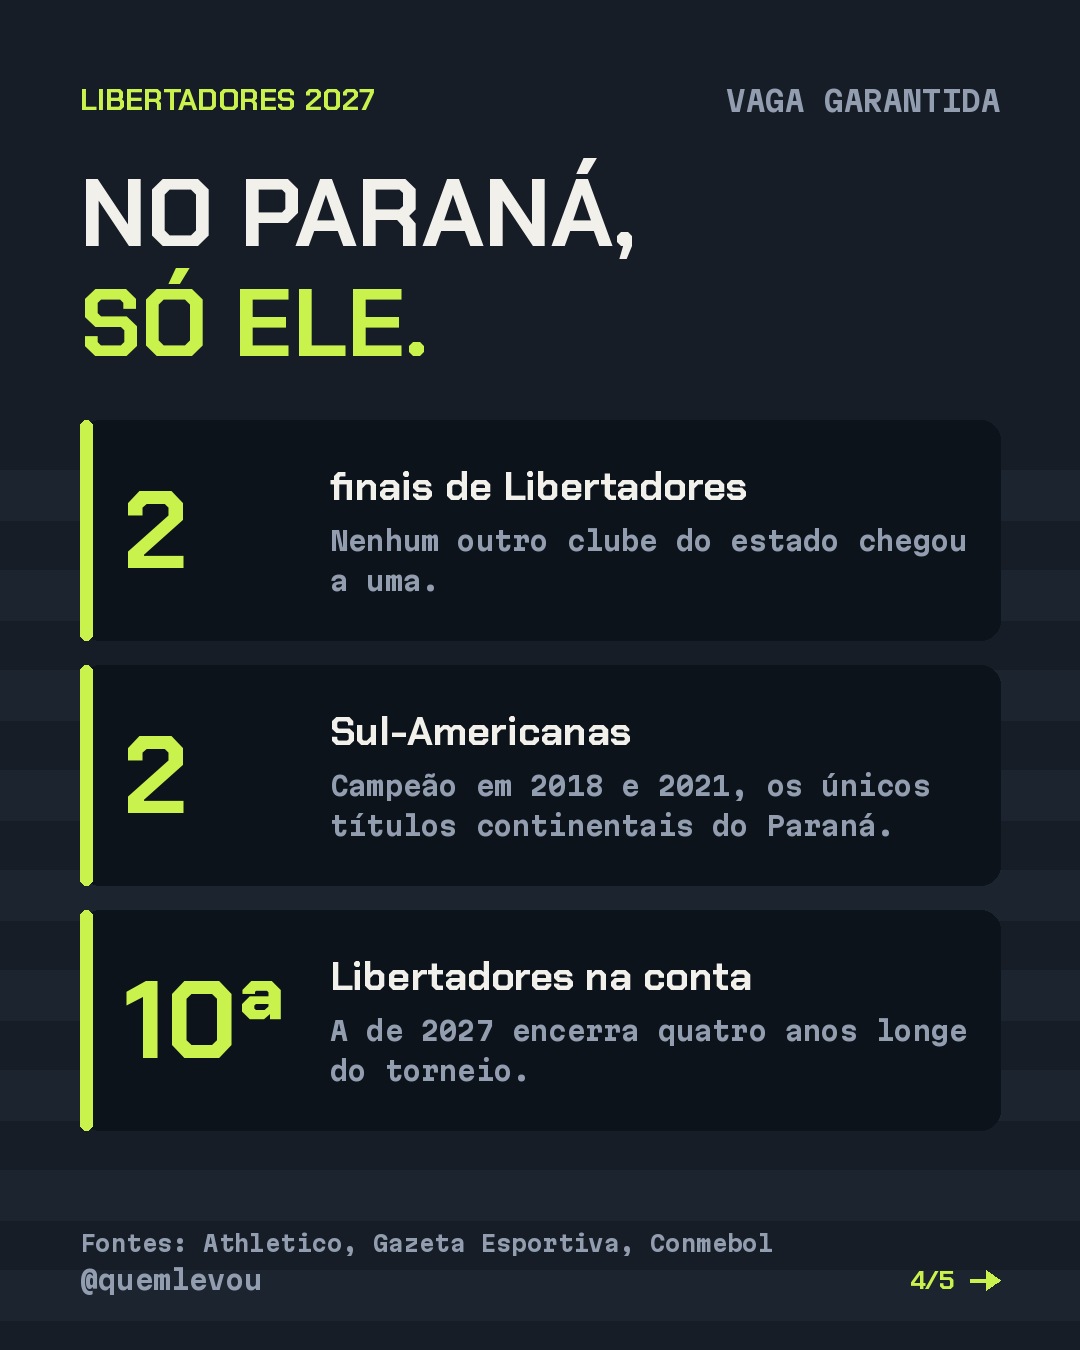 LIBERTADORES 2027
VAGA GARANTIDA
NO PARANÁ,
SÓ ELE.
2
finais de Libertadores
Nenhum outro clube do estado chegou
a uma.
2
Sul-Americanas
Campeão em 2018 e 2021, os únicos
títulos continentais do Paraná.
10ª
Libertadores na conta
A de 2027 encerra quatro anos longe
do torneio.
Fontes: Athletico, Gazeta Esportiva, Conmebol
@quemlevou
4/5